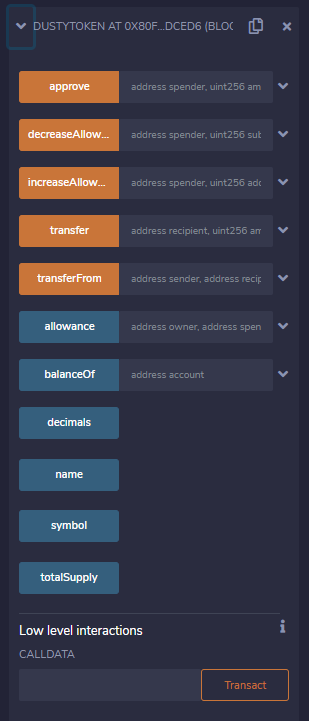 DUSTYTOKEN AT 0X80F...DCED6 (BLOC
approve address spender, uint256 am
decreaseAllow... address spender, uint256 sub
increaseAllow... address spender, uint256 add
transfer address recipient, uint256 am
transferFrom address sender, address recip
allowance address owner, address spen
balanceOf address account
decimals
name
symbol
totalSupply
Low level interactions
CALLDATA
Transact